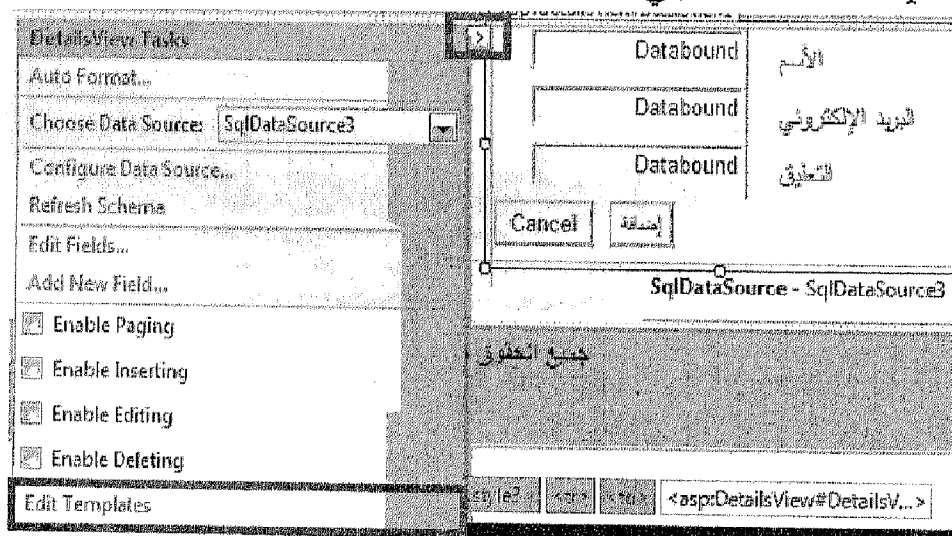 DetailsView Tasks
Auto Format...
Choose Data Source: SqlDataSource3
Configure Data Source...
Refresh Schema
Edit Fields...
Add New Field...
Enable Paging
Enable Inserting
Enable Editing
Enable Deleting
Edit Templates
>
Databound الأسم
Databound البريد الإلكتروني
Databound التعليق
Cancel إضافة
SqlDataSource - SqlDataSource3
جميع الحقوق
<asp:DetailsView#DetailsV...>